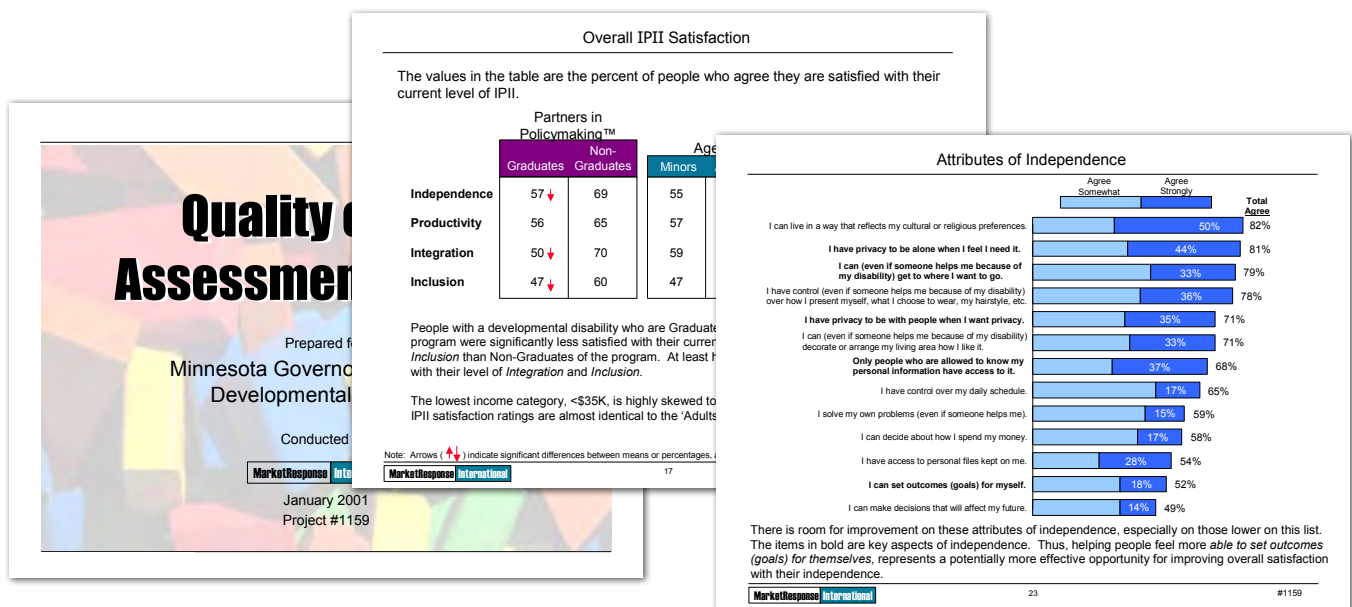 Quality
Assessmen
Prepared
Minnesota Governo
Developmental
Conducted
MarketResponse Inte
January 2001
Project #1159
Overall IPII Satisfaction
The values in the table are the percent of people who agree they are satisfied with their
current level of IPII.
Partners in
Policymaking™
Age
Non-
Graduates Graduates Minors
Independence 57 69 55
Productivity 56 65 57
Integration 50 70 59
Inclusion 47 60 47
People with a developmental disability who are Graduate
program were significantly less satisfied with their curren
Inclusion than Non-Graduates of the program. At least h
with their level of Integration and Inclusion.
The lowest income category, <$35K, is highly skewed to
IPII satisfaction ratings are almost identical to the ‘Adults
Note: Arrows ( ) indicate significant differences between means or percentages, a
MarketResponse International 17
Attributes of Independence
Agree Agree
Somewhat Strongly
Total
Agree
I can live in a way that reflects my cultural or religious preferences. 50% 82%
I have privacy to be alone when I feel I need it. 44% 81%
I can (even if someone helps me because of
my disability) get to where I want to go. 33% 79%
I have control (even if someone helps me because of my disability)
over how I present myself, what I choose to wear, my hairstyle, etc. 36% 78%
I have privacy to be with people when I want privacy. 35% 71%
I can (even if someone helps me because of my disability)
decorate or arrange my living area how I like it. 33% 71%
Only people who are allowed to know my
personal information have access to it. 37% 68%
I have control over my daily schedule. 17% 65%
I solve my own problems (even if someone helps me). 15% 59%
I can decide about how I spend my money. 17% 58%
I have access to personal files kept on me. 28% 54%
I can set outcomes (goals) for myself. 18% 52%
I can make decisions that will affect my future. 14% 49%
There is room for improvement on these attributes of independence, especially on those lower on this list.
The items in bold are key aspects of independence. Thus, helping people feel more able to set outcomes
(goals) for themselves, represents a potentially more effective opportunity for improving overall satisfaction
with their independence.
MarketResponse International 23 #1159